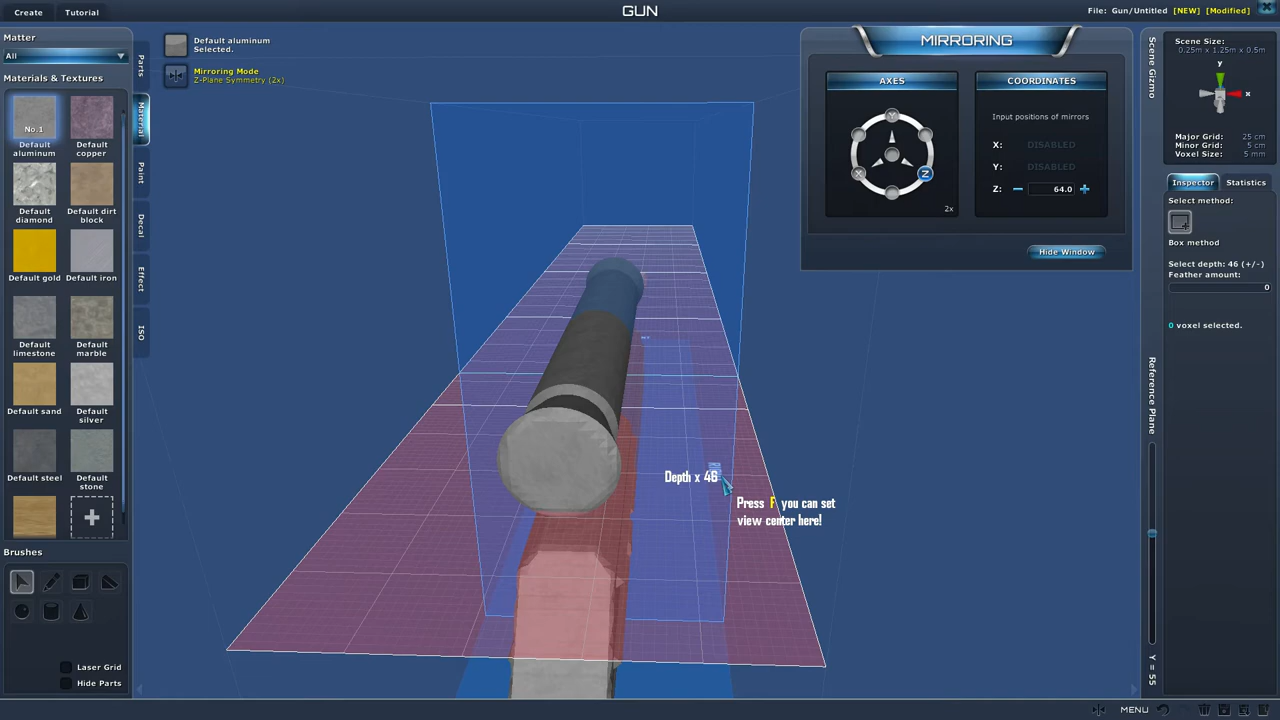 Create
Tutorial
GUN
File: Gun/Untitled [NEW] [Modified]
Matter
All
Materials & Textures
No.1
Default aluminum
Default copper
Default diamond
Default dirt block
Default gold
Default iron
Default limestone
Default marble
Default sand
Default silver
Default steel
Default stone
Brushes
Laser Grid
Hide Parts
Parts
Material
Paint
Decal
Effect
ISO
Default aluminum
Selected.
Mirroring Mode
Z-Plane Symmetry (2x)
Depth x 46
Press F you can set
view center here!
MIRRORING
AXES
Y
X
Z
2x
COORDINATES
Input positions of mirrors
X: DISABLED
Y: DISABLED
Z: 64.0
Hide Window
Scene Gizmo
Scene Size:
0.25m x 1.25m x 0.5m
y
x
Major Grid: 25 cm
Minor Grid: 5 cm
Voxel Size: 5 mm
Inspector
Statistics
Select method:
Box method
Select depth: 46 (+/-)
Feather amount:
0
0 voxel selected.
Reference Plane
Y = 55
MENU